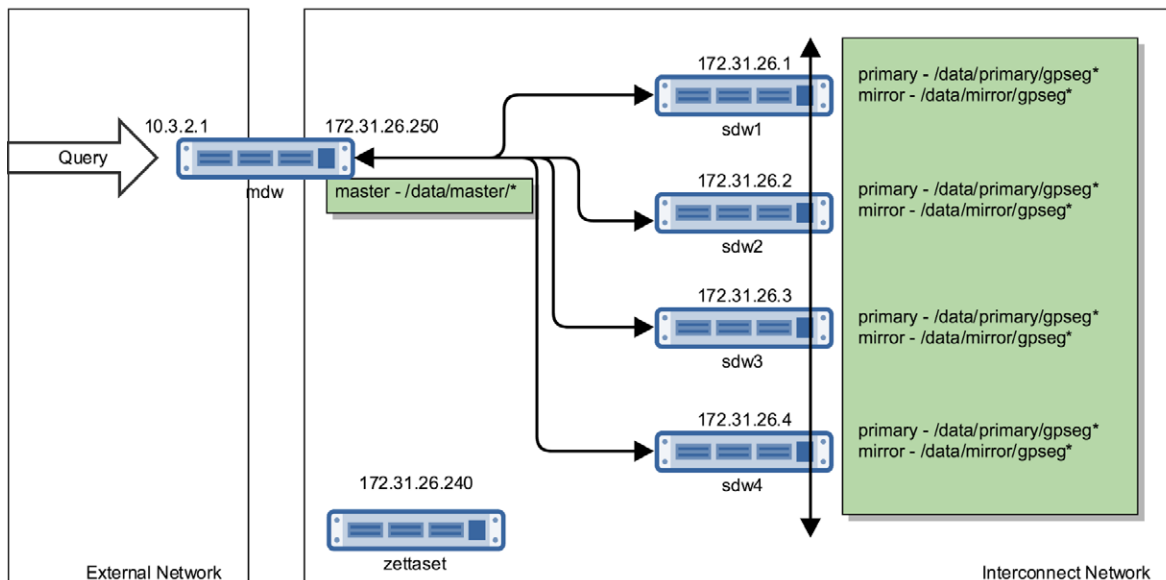 Query
10.3.2.1
172.31.26.250
mdw
master - /data/master/*
172.31.26.1
sdw1
primary - /data/primary/gpseg*
mirror - /data/mirror/gpseg*
172.31.26.2
sdw2
primary - /data/primary/gpseg*
mirror - /data/mirror/gpseg*
172.31.26.3
sdw3
primary - /data/primary/gpseg*
mirror - /data/mirror/gpseg*
172.31.26.4
sdw4
primary - /data/primary/gpseg*
mirror - /data/mirror/gpseg*
172.31.26.240
zettaset
External Network
Interconnect Network